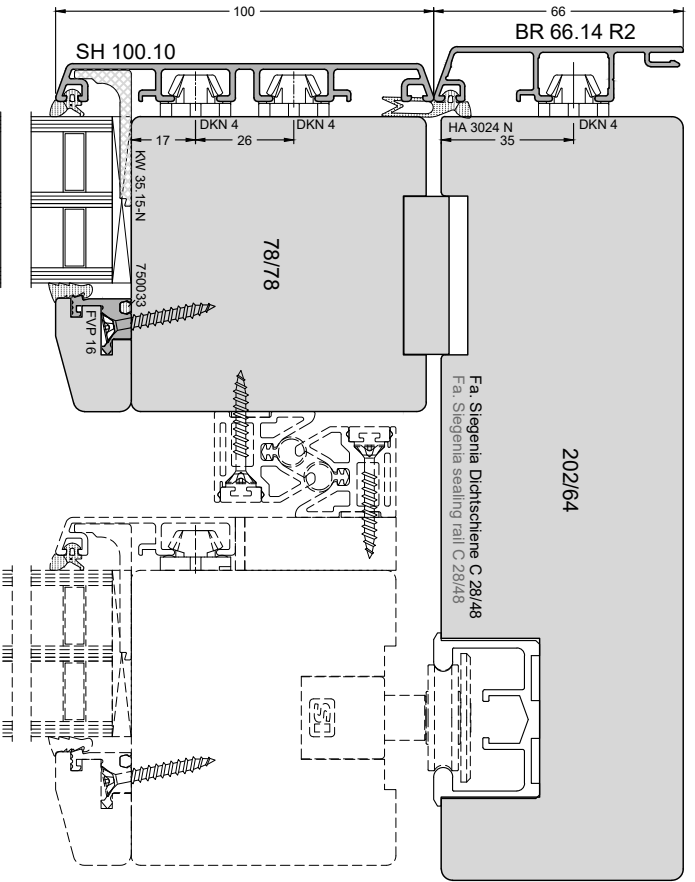 100
66
SH 100.10
BR 66.14 R2
DKN 4
DKN 4
HA 3024 N
DKN 4
17
26
35
KW 35.15-N
78/78
750033
FVP 16
Fa. Siegenia Dichtschiene C 28/48
Fa. Siegenia sealing rail C 28/48
202/64